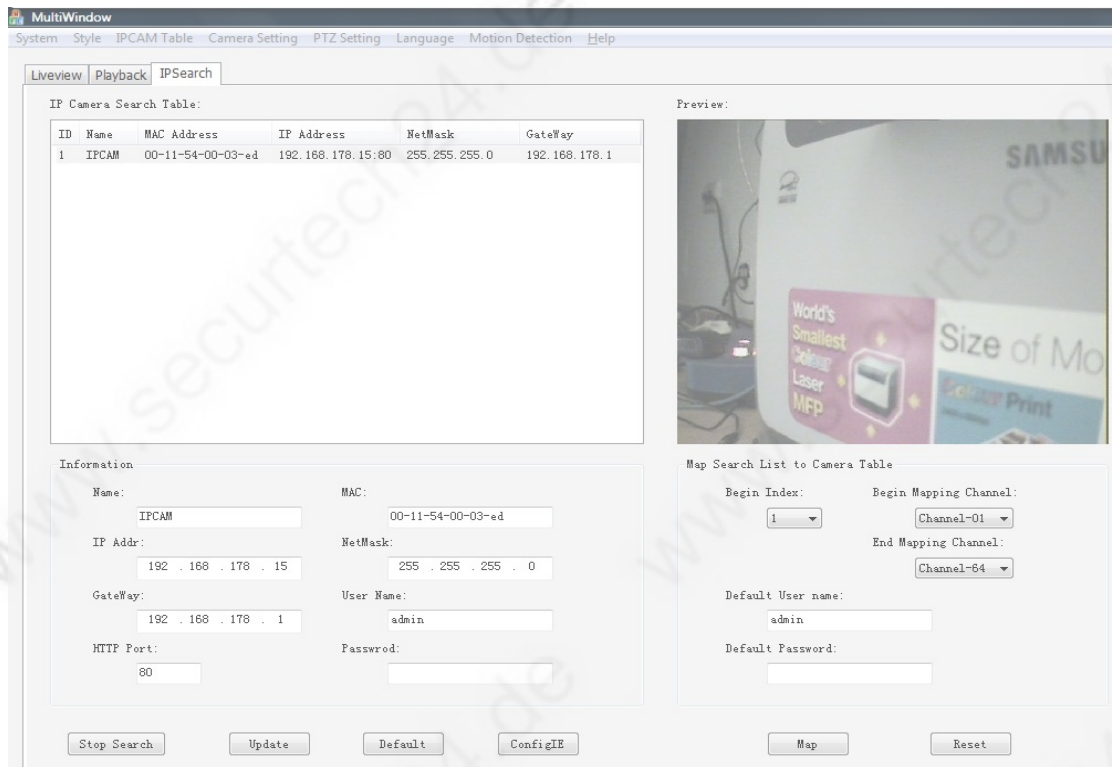 MultiWindow
System Style IPCAM Table Camera Setting PTZ Setting Language Motion Detection Help
Liveview Playback IPSearch
IP Camera Search Table:
Preview:
ID Name MAC Address IP Address NetMask GateWay
1 IPCAM 00-11-54-00-03-ed 192.168.178.15:80 255.255.255.0 192.168.178.1
SAMSU
World's
Smallest
Colour
Laser
MFP
Size of Mo
Colour Print
Information
Name:
MAC:
IPCAM
00-11-54-00-03-ed
IP Addr:
NetMask:
192 . 168 . 178 . 15
255 . 255 . 255 . 0
GateWay:
User Name:
192 . 168 . 178 . 1
admin
HTTP Port:
Passwrod:
80
Map Search List to Camera Table
Begin Index:
Begin Mapping Channel:
1
Channel-01
End Mapping Channel:
Channel-64
Default User name:
admin
Default Password:
Stop Search
Update
Default
ConfigIE
Map
Reset
www.securtech24.de